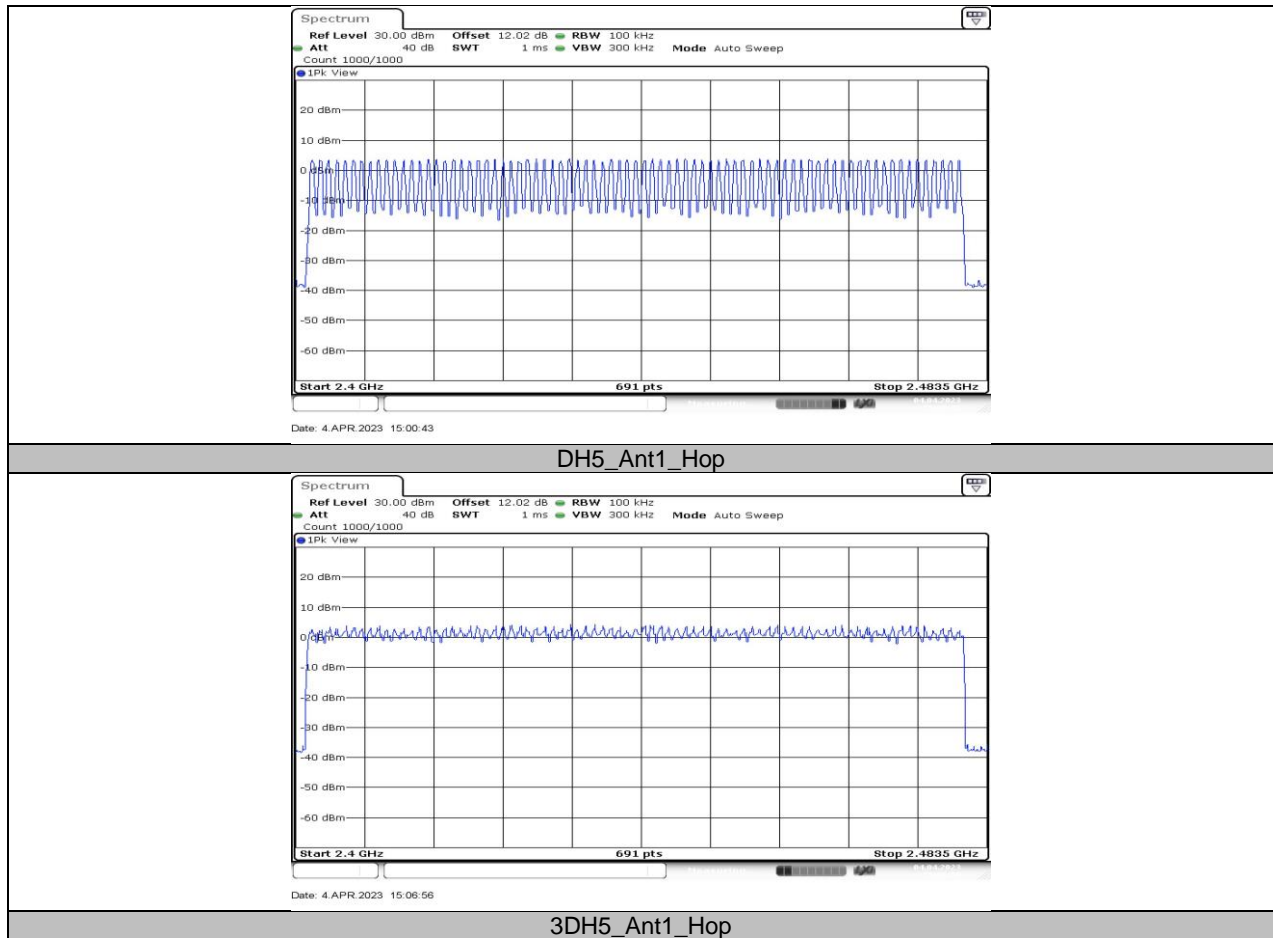 Spectrum
Ref Level 30.00 dBm Offset 12.02 dB RBW 100 kHz
Att 40 dB SWT 1 ms VBW 300 kHz Mode Auto Sweep
Count 1000/1000
1Pk View
20 dBm
10 dBm
0 dBm
-10 dBm
-20 dBm
-30 dBm
-40 dBm
-50 dBm
-60 dBm
Start 2.4 GHz 691 pts Stop 2.4835 GHz
Date: 4.APR.2023 15:00:43
DH5_Ant1_Hop
Spectrum
Ref Level 30.00 dBm Offset 12.02 dB RBW 100 kHz
Att 40 dB SWT 1 ms VBW 300 kHz Mode Auto Sweep
Count 1000/1000
1Pk View
20 dBm
10 dBm
0 dBm
-10 dBm
-20 dBm
-30 dBm
-40 dBm
-50 dBm
-60 dBm
Start 2.4 GHz 691 pts Stop 2.4835 GHz
Date: 4.APR.2023 15:06:56
3DH5_Ant1_Hop